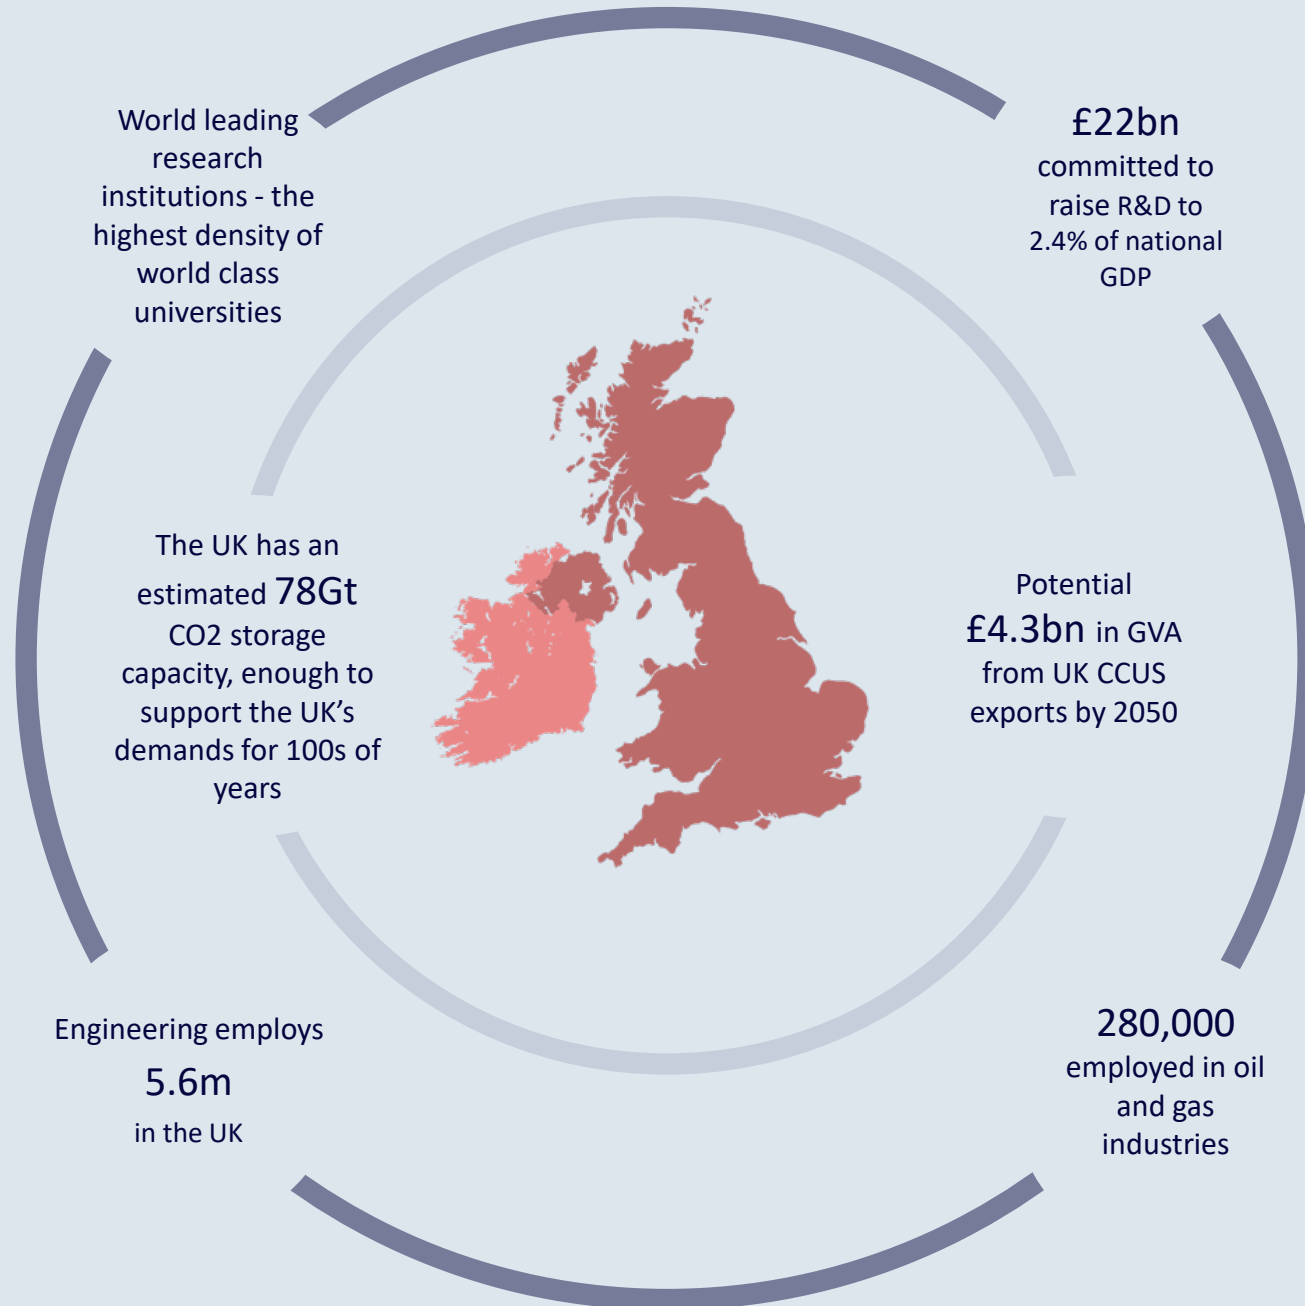 World leading
research
institutions - the
highest density of
world class
universities
£22bn
committed to
raise R&D to
2.4% of national
GDP
The UK has an
estimated 78Gt
CO2 storage
capacity, enough to
support the UK’s
demands for 100s of
years
Potential
£4.3bn in GVA
from UK CCUS
exports by 2050
Engineering employs
5.6m
in the UK
280,000
employed in oil
and gas
industries